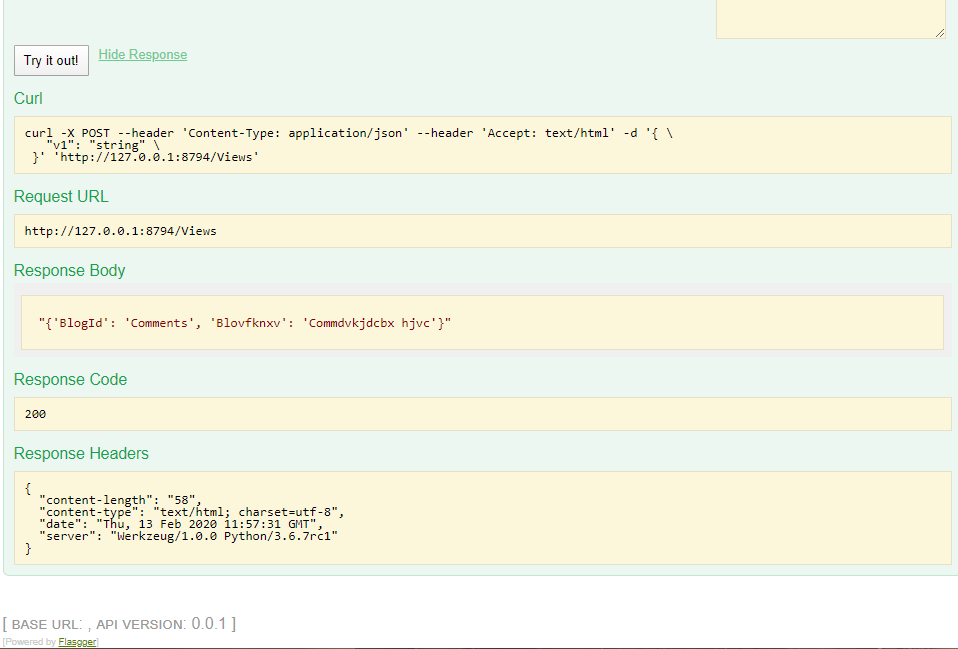 Try it out! Hide Response
Curl
curl -X POST --header 'Content-Type: application/json' --header 'Accept: text/html' -d '{ \
"v1": "string" \
}' 'http://127.0.0.1:8794/Views'
Request URL
http://127.0.0.1:8794/Views
Response Body
"{'BlogId': 'Comments', 'Blovfknxv': 'Commdvkjdcbx hjvc'}"
Response Code
200
Response Headers
{
"content-length": "58",
"content-type": "text/html; charset=utf-8",
"date": "Thu, 13 Feb 2020 11:57:31 GMT",
"server": "Werkzeug/1.0.0 Python/3.6.7rc1"
}
[ BASE URL: , API VERSION: 0.0.1 ]
[Powered by Flasgger]